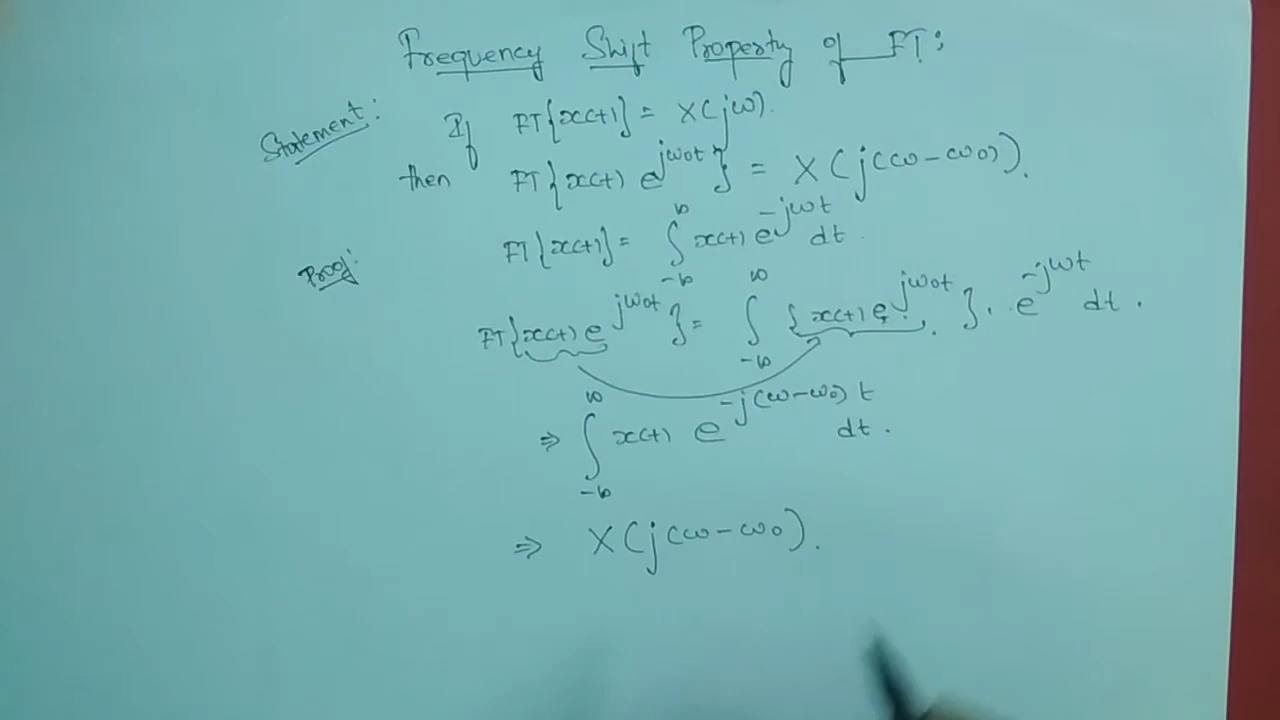 Frequency Shift Property of FT:
Statement: If FT{x(t)} = X(jω).
then FT{x(t) e^{jω₀t}} = X(j(ω-ω₀)).
Proof: FT{x(t)} = ∫_{-∞}^{∞} x(t) e^{-jωt} dt.
FT{x(t) e^{jω₀t}} = ∫_{-∞}^{∞} {x(t) e^{jω₀t}}. e^{-jωt} dt.
⇒ ∫_{-∞}^{∞} x(t) e^{-j(ω-ω₀)t} dt.
⇒ X(j(ω-ω₀).